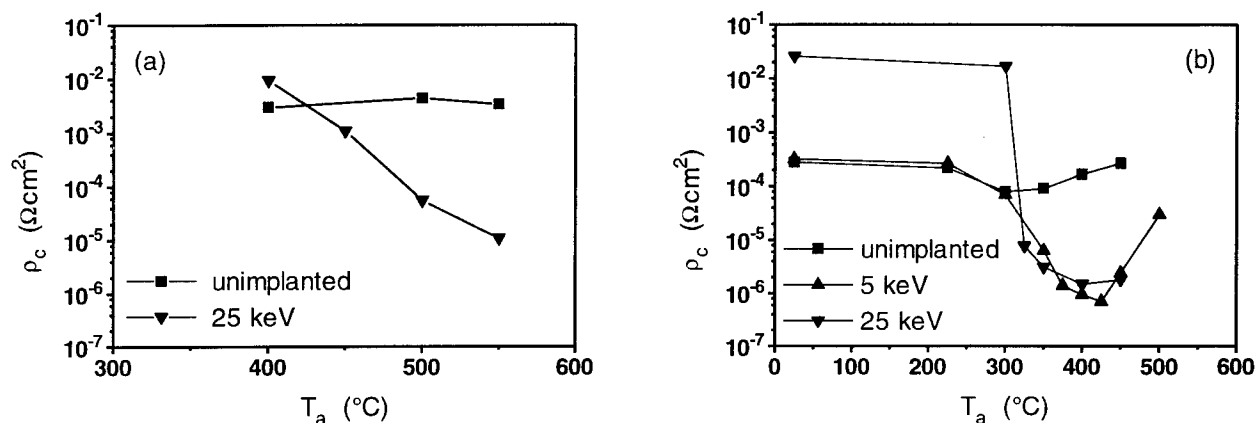 (a)
10⁻¹
10⁻²
10⁻³
10⁻⁴
10⁻⁵
10⁻⁶
10⁻⁷
ρc (Ωcm²)
unimplanted
25 keV
300 400 500 600
Ta (°C)
(b)
10⁻¹
10⁻²
10⁻³
10⁻⁴
10⁻⁵
10⁻⁶
10⁻⁷
ρc (Ωcm²)
unimplanted
5 keV
25 keV
0 100 200 300 400 500 600
Ta (°C)